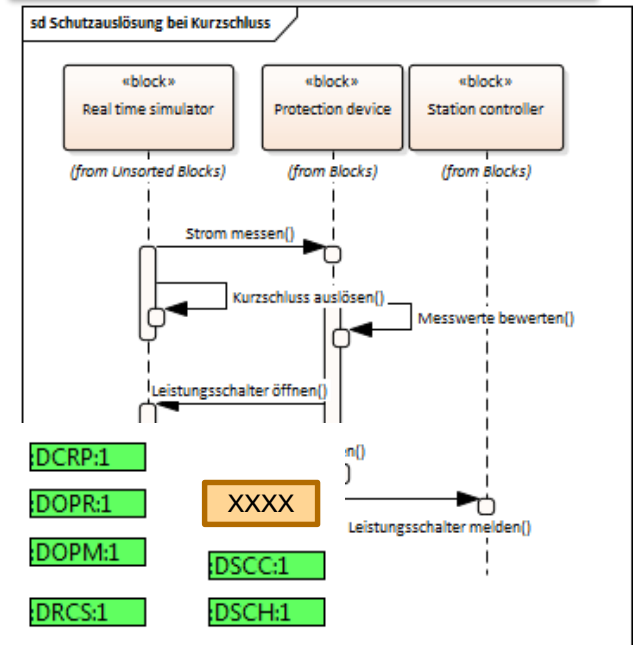 sd Schutzauslösung bei Kurzschluss
«block»
Real time simulator
«block»
Protection device
«block»
Station controller
(from Unsorted Blocks)
(from Blocks)
(from Blocks)
Strom messen()
Kurzschluss auslösen()
Messwerte bewerten()
Leistungsschalter öffnen()
:DCRP:1
:DOPR:1
XXXX
Leistungsschalter melden()
:DOPM:1
:DSCC:1
:DRCS:1
:DSCH:1